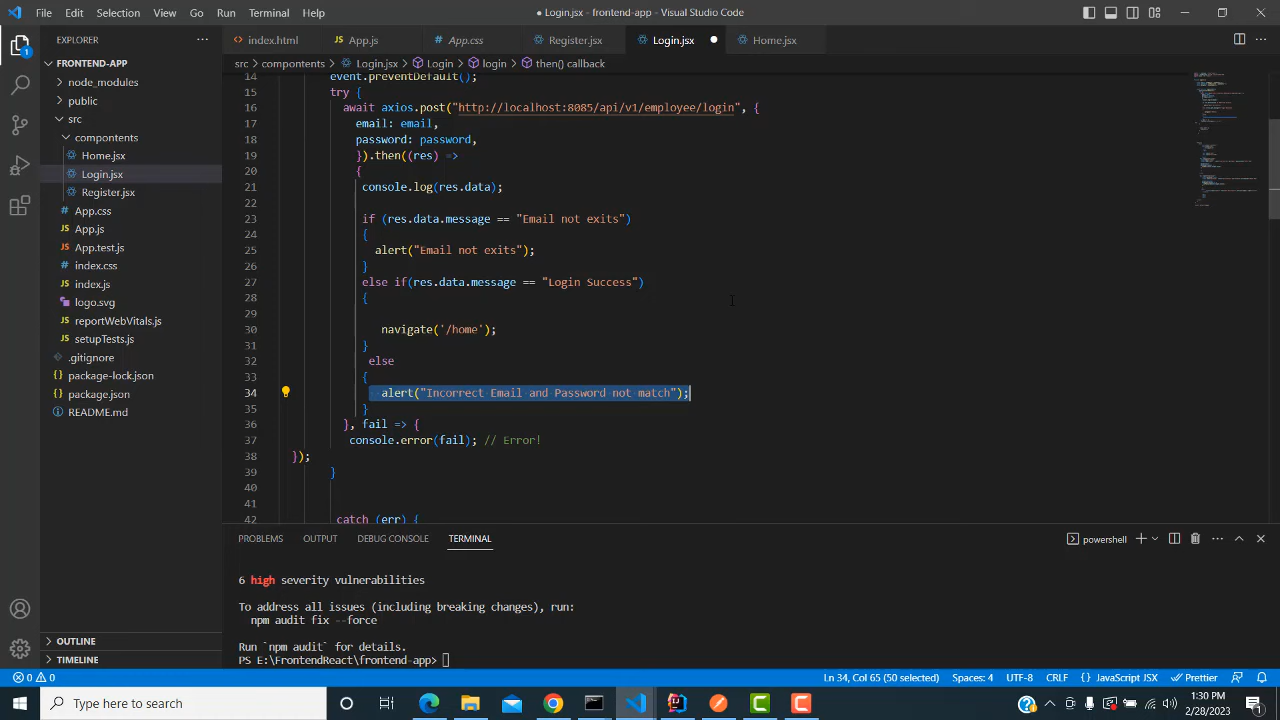 File Edit Selection View Go Run Terminal Help
● Login.jsx - frontend-app - Visual Studio Code
EXPLORER
index.html
App.js
App.css
Register.jsx
Login.jsx
Home.jsx
src > compontents > Login.jsx > Login > login > then() callback
1
FRONTEND-APP
node_modules
public
src
compontents
Home.jsx
Login.jsx
Register.jsx
App.css
App.js
App.test.js
index.css
index.js
logo.svg
reportWebVitals.js
setupTests.js
.gitignore
package-lock.json
package.json
README.md
OUTLINE
TIMELINE
14 event.preventDefault();
15 try {
16 await axios.post("http://localhost:8085/api/v1/employee/login", {
17 email: email,
18 password: password,
19 }).then((res) =>
20 {
21 console.log(res.data);
22
23 if (res.data.message == "Email not exits")
24 {
25 alert("Email not exits");
26 }
27 else if(res.data.message == "Login Success")
28 {
29
30 navigate('/home');
31 }
32 else
33 {
34 alert("Incorrect Email and Password not match");
35 }
36 }, fail => {
37 console.error(fail); // Error!
38 });
39 }
40
41
42 catch (err) {
PROBLEMS OUTPUT DEBUG CONSOLE TERMINAL
powershell
6 high severity vulnerabilities
To address all issues (including breaking changes), run:
npm audit fix --force
Run `npm audit` for details.
PS E:\FrontendReact\frontend-app>
0 0
Ln 34, Col 65 (50 selected) Spaces: 4 UTF-8 CRLF {} JavaScript JSX Prettier
Type here to search
1:30 PM
2/28/2023